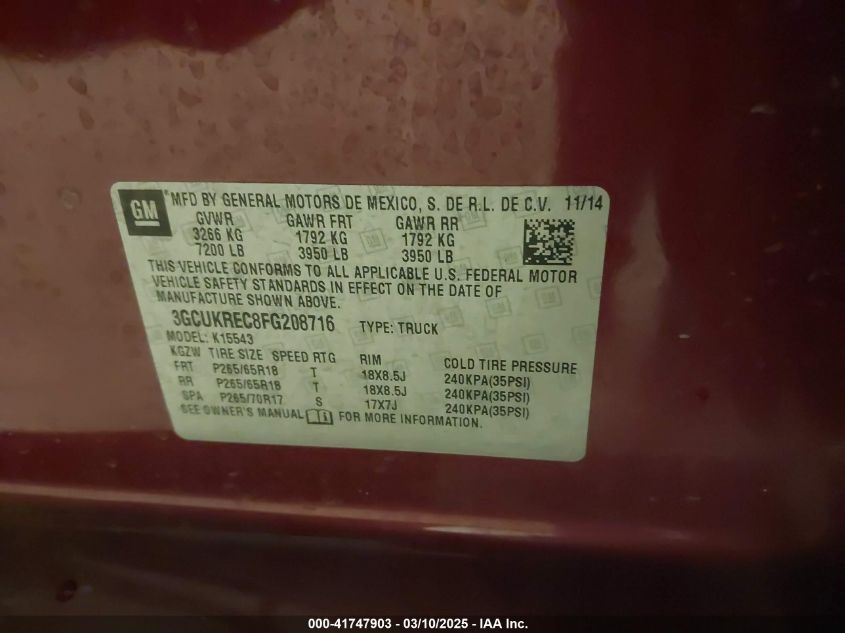 GM ® MFD BY GENERAL MOTORS DE MEXICO, S. DE R.L. DE C.V. 11/14
GVWR GAWR FRT GAWR RR
3266 KG 1792 KG 1792 KG
7200 LB 3950 LB 3950 LB
THIS VEHICLE CONFORMS TO ALL APPLICABLE U.S. FEDERAL MOTOR
VEHICLE SAFETY STANDARDS IN EFFECT ON THE DATE OF
MANUFACTURE SHOWN ABOVE.
3GCUKREC8FG208716 TYPE: TRUCK
MODEL: K15543
KGZW TIRE SIZE SPEED RTG RIM COLD TIRE PRESSURE
FRT P265/65R18 T 18X8.5J 240KPA(35PSI)
RR P265/65R18 T 18X8.5J 240KPA(35PSI)
SPA P265/70R17 S 17X7J 240KPA(35PSI)
SEE OWNER'S MANUAL FOR MORE INFORMATION.
000-41747903 - 03/10/2025 - IAA Inc.